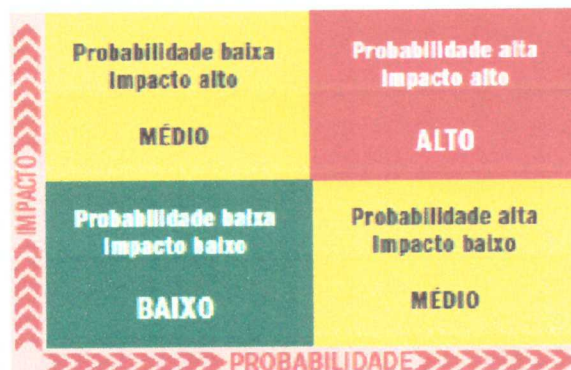 Probabilidade baixa
Impacto alto
MÉDIO
Probabilidade alta
Impacto alto
ALTO
IMPACTO
Probabilidade baixa
Impacto baixo
BAIXO
Probabilidade alta
Impacto baixo
MÉDIO
PROBABILIDADE